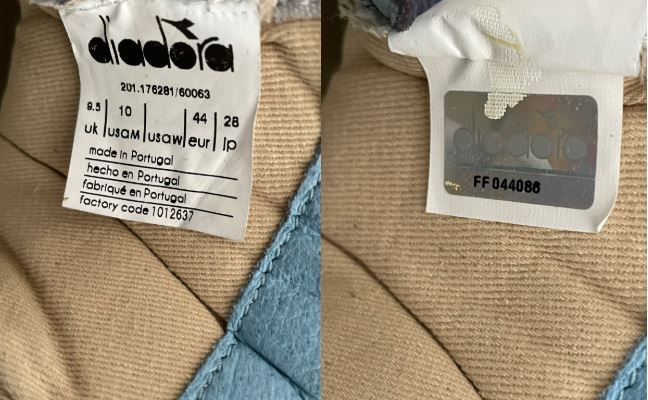 diadora
201.176281/60063
9.5 10 44 28
uk usaM usaW eur jp
made in Portugal
hecho en Portugal
fabriqué en Portugal
factory code 1012637
diadora
FF 044086